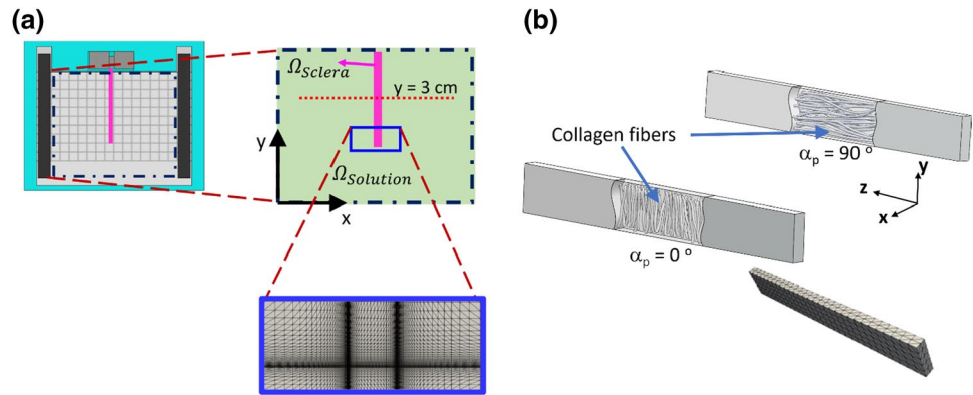 (a)
Ω_Sclera
y = 3 cm
y
Ω_Solution
x
(b)
Collagen fibers
α_p = 90 º
y
z
x
α_p = 0 º